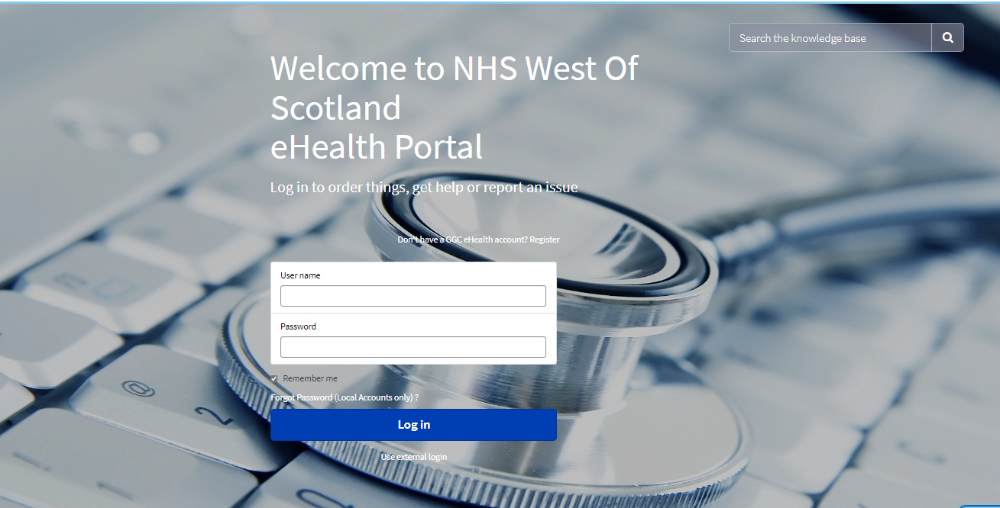 Search the knowledge base
Welcome to NHS West Of
Scotland
eHealth Portal
Log in to order things, get help or report an issue
Don't have a GGC eHealth account? Register
User name
Password
Remember me
Forgot Password (Local Accounts only) ?
@
2
Log in
Use external login